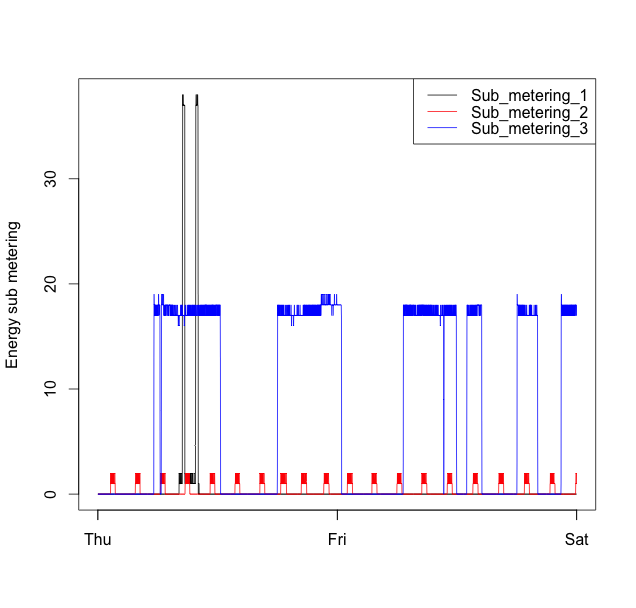 Sub_metering_1
Sub_metering_2
Sub_metering_3
Energy sub metering
30
20
10
0
Thu Fri Sat